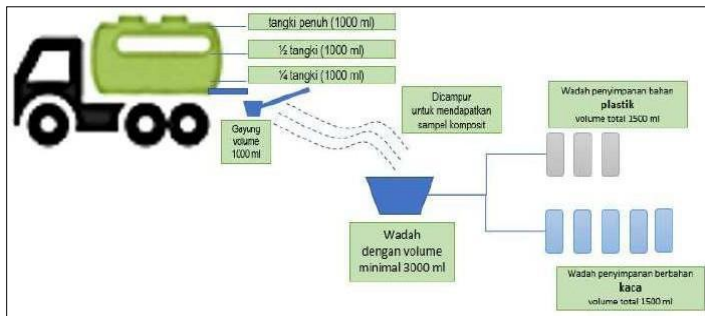 tangki penuh (1000 ml)
½ tangki (1000 ml)
¼ tangki (1000 ml)
Gayung
volume
1000 ml
Dicampur
untuk mendapatkan
sampel komposit
Wadah
dengan volume
minimal 3000 ml
Wadah penyimpanan bahan
plastik
volume total 1500 ml
Wadah penyimpanan berbahan
kaca
volume total 1500 ml